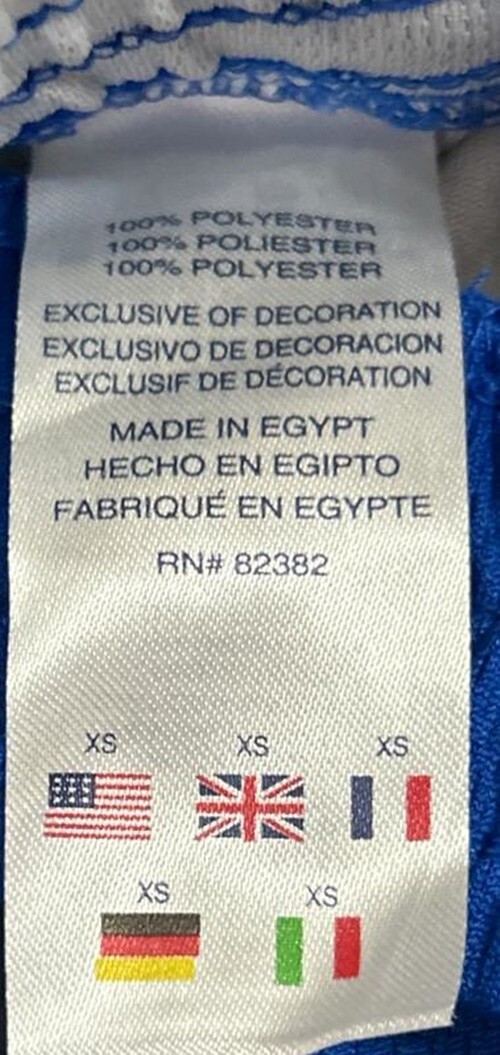 100% POLYESTER
100% POLIESTER
100% POLYESTER
EXCLUSIVE OF DECORATION
EXCLUSIVO DE DECORACION
EXCLUSIF DE DÉCORATION
MADE IN EGYPT
HECHO EN EGIPTO
FABRIQUÉ EN EGYPTE
RN# 82382
XS XS XS
XS XS